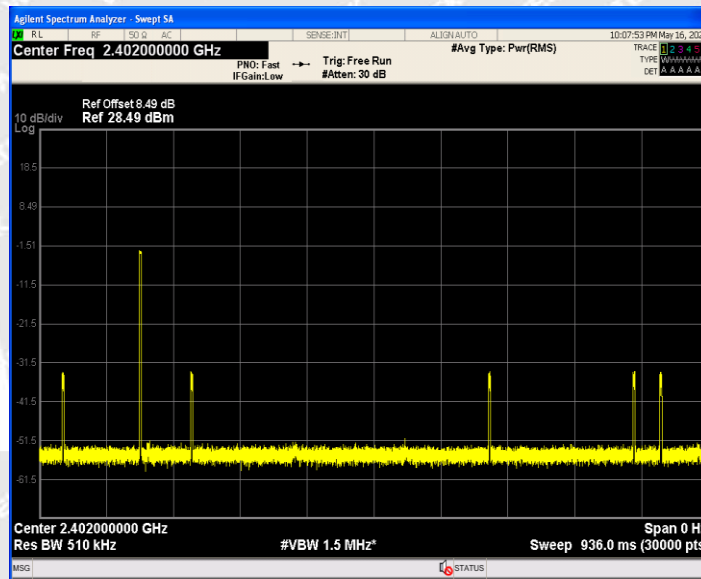 Agilent Spectrum Analyzer - Swept SA
RL RF 50 Ω AC SENSE:INT ALIGNAUTO 10:07:53 PM May 16, 202
Center Freq 2.402000000 GHz #Avg Type: Pwr(RMS) TRACE 1 2 3 4 5
PNO: Fast Trig: Free Run TYPE
IFGain:Low #Atten: 30 dB DET A A A A A
Ref Offset 8.49 dB
10 dB/div Ref 28.49 dBm
Log
18.5
8.49
-1.51
-11.5
-21.5
-31.5
-41.5
-51.5
-61.5
Center 2.402000000 GHz Span 0 H
Res BW 510 kHz #VBW 1.5 MHz* Sweep 936.0 ms (30000 pts
MSG STATUS